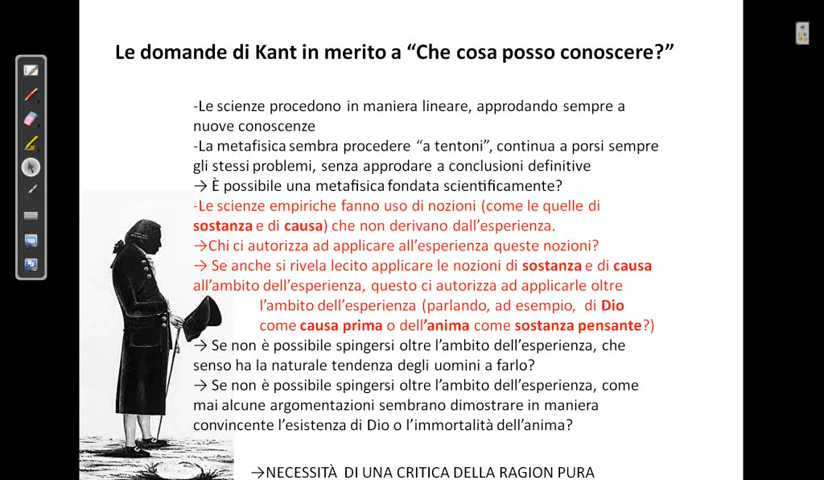 Le domande di Kant in merito a “Che cosa posso conoscere?”
-Le scienze procedono in maniera lineare, approdando sempre a
nuove conoscenze
-La metafisica sembra procedere “a tentoni”, continua a porsi sempre
gli stessi problemi, senza approdare a conclusioni definitive
→ È possibile una metafisica fondata scientificamente?
-Le scienze empiriche fanno uso di nozioni (come le quelle di
sostanza e di causa) che non derivano dall’esperienza.
→Chi ci autorizza ad applicare all’esperienza queste nozioni?
→ Se anche si rivela lecito applicare le nozioni di sostanza e di causa
all’ambito dell’esperienza, questo ci autorizza ad applicarle oltre
l’ambito dell’esperienza (parlando, ad esempio, di Dio
come causa prima o dell’anima come sostanza pensante?)
→ Se non è possibile spingersi oltre l’ambito dell’esperienza, che
senso ha la naturale tendenza degli uomini a farlo?
→ Se non è possibile spingersi oltre l’ambito dell’esperienza, come
mai alcune argomentazioni sembrano dimostrare in maniera
convincente l’esistenza di Dio o l’immortalità dell’anima?
→NECESSITÀ DI UNA CRITICA DELLA RAGION PURA